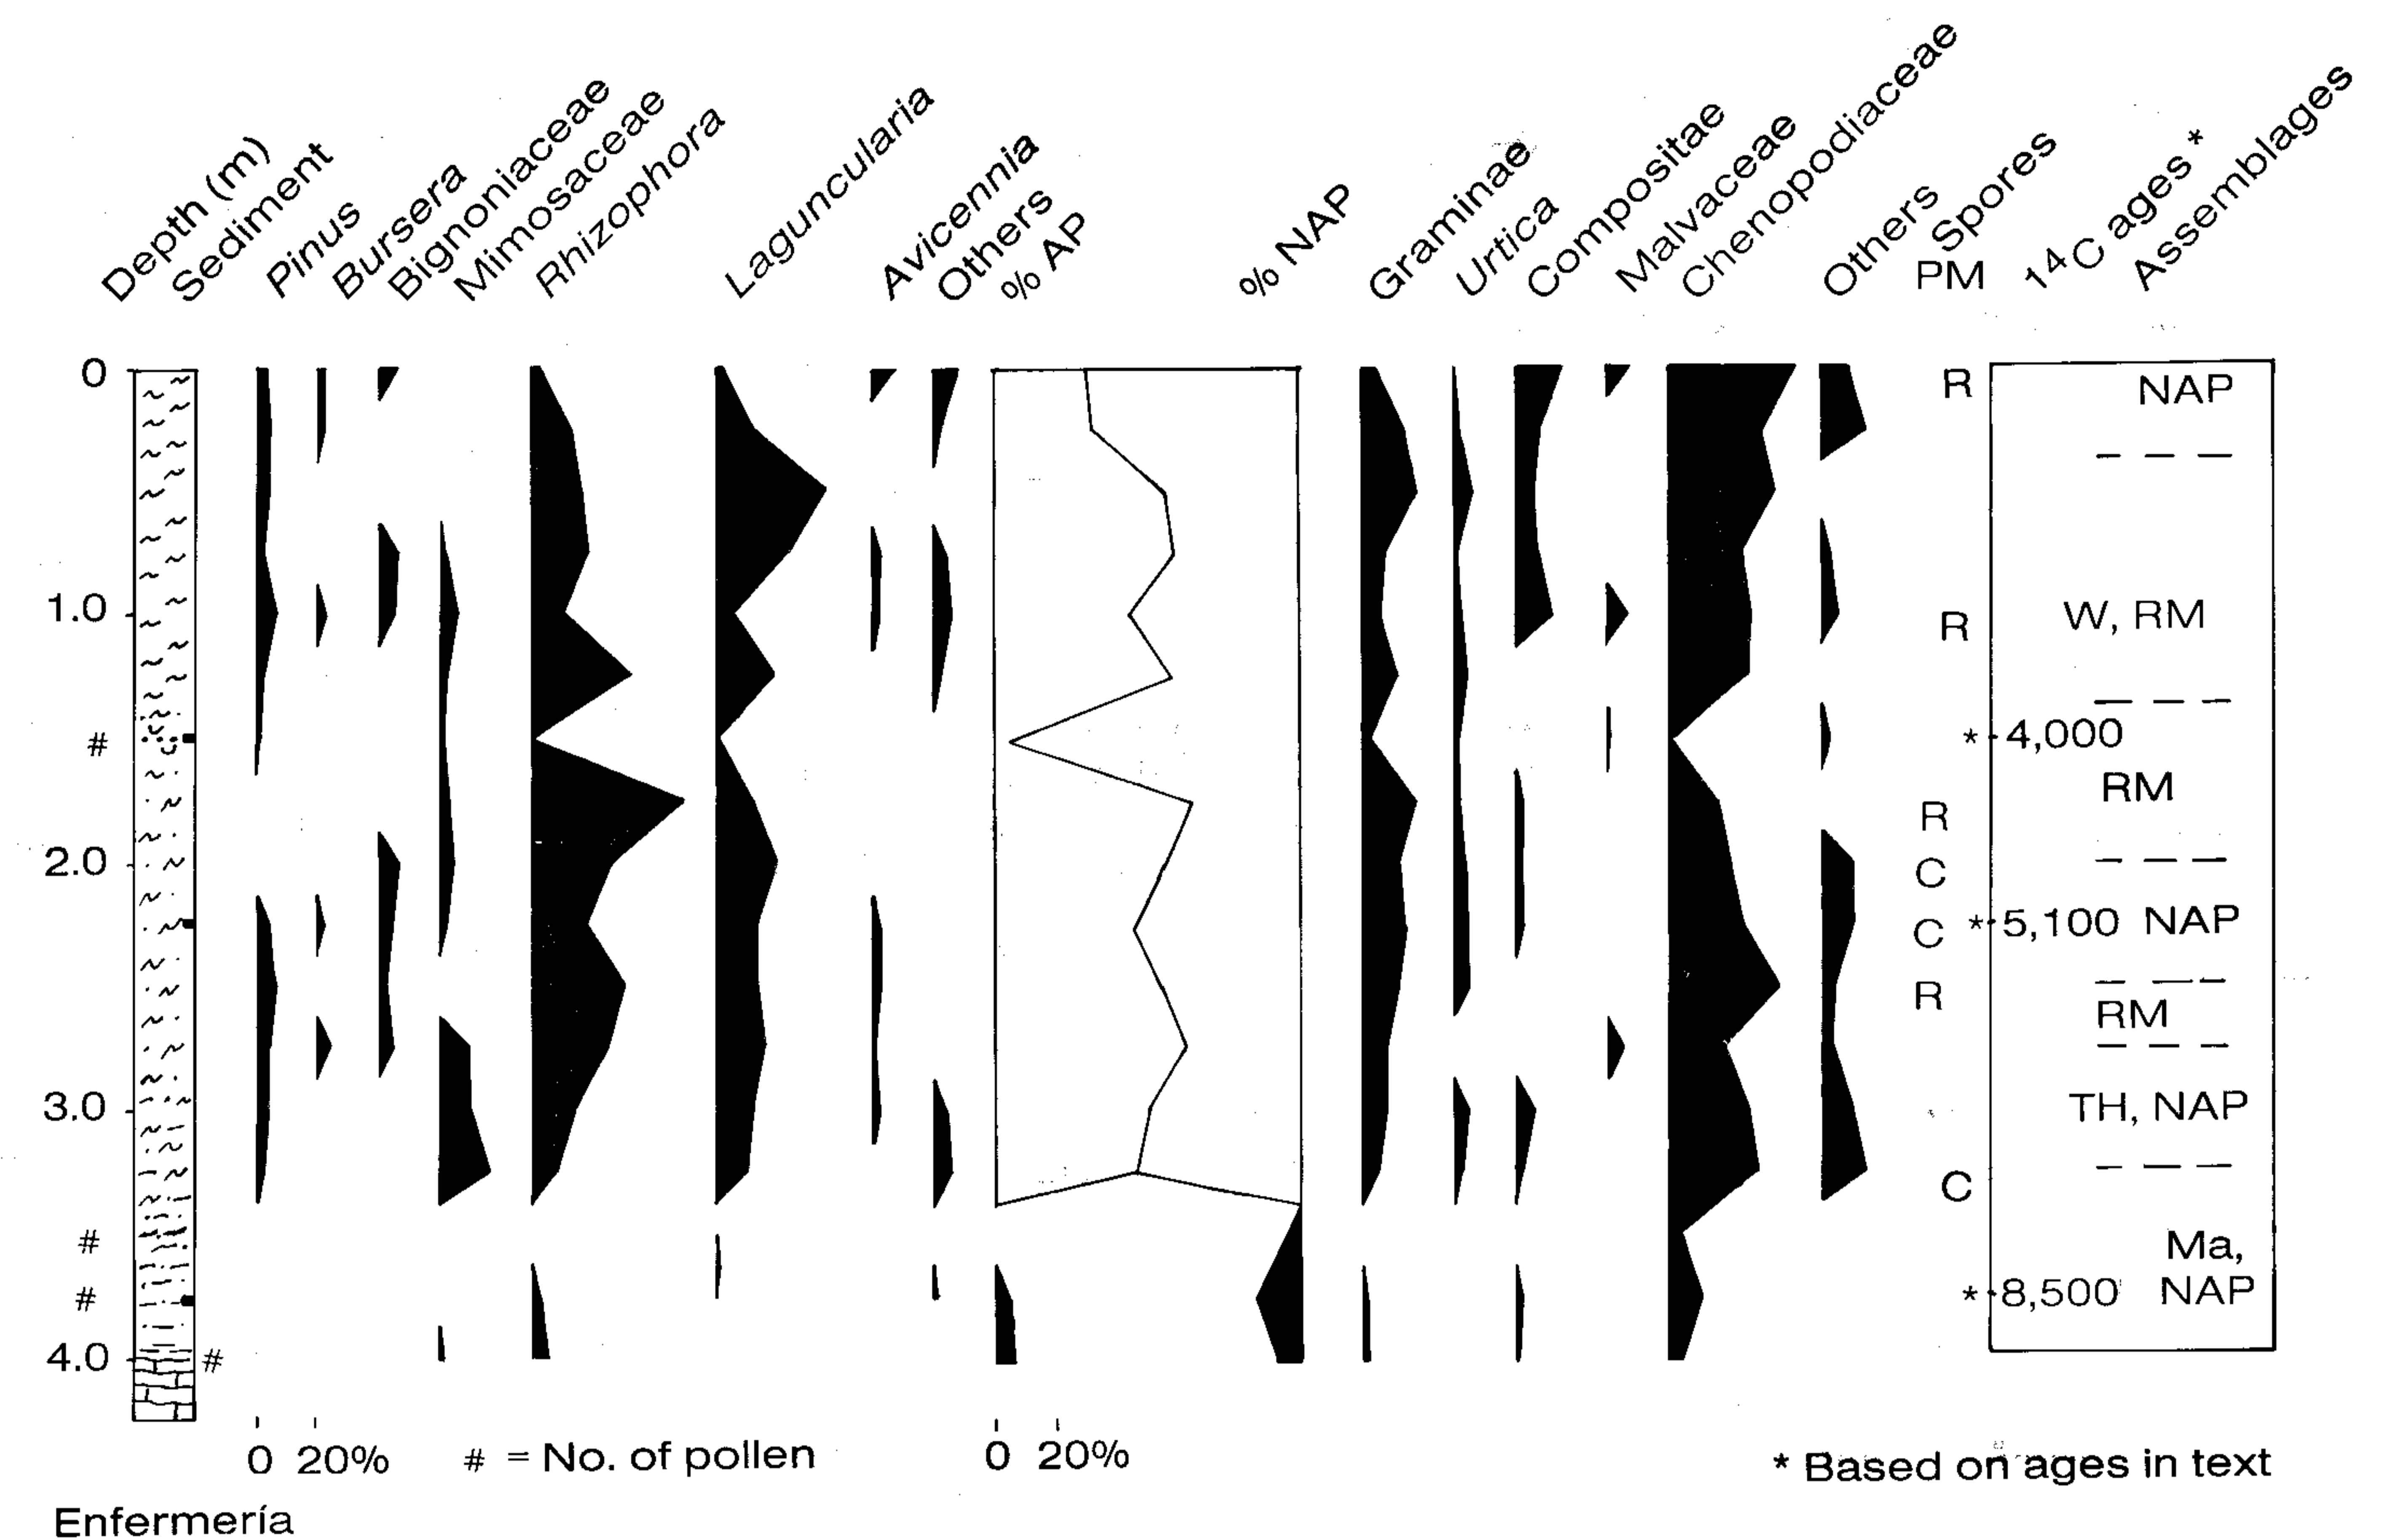 Depth (m)
Sediment
Pinus
Bursera
Bignoniaceae
Mimosaceae
Rhizophora
Laguncularia
Avicennia
Others
% AP
% NAP
Graminae
Urtica
Compositae
Malvaceae
Chenopodiaceae
Others
Spores
PM
14C ages *
Assemblages
0
R
NAP
1.0
R
W, RM
#
* 4,000
RM
R
2.0
C
C
* 5,100 NAP
R
RM
3.0
TH, NAP
C
#
Ma,
#
* 8,500 NAP
4.0
#
0 20%
# = No. of pollen
0 20%
* Based on ages in text
Enfermería